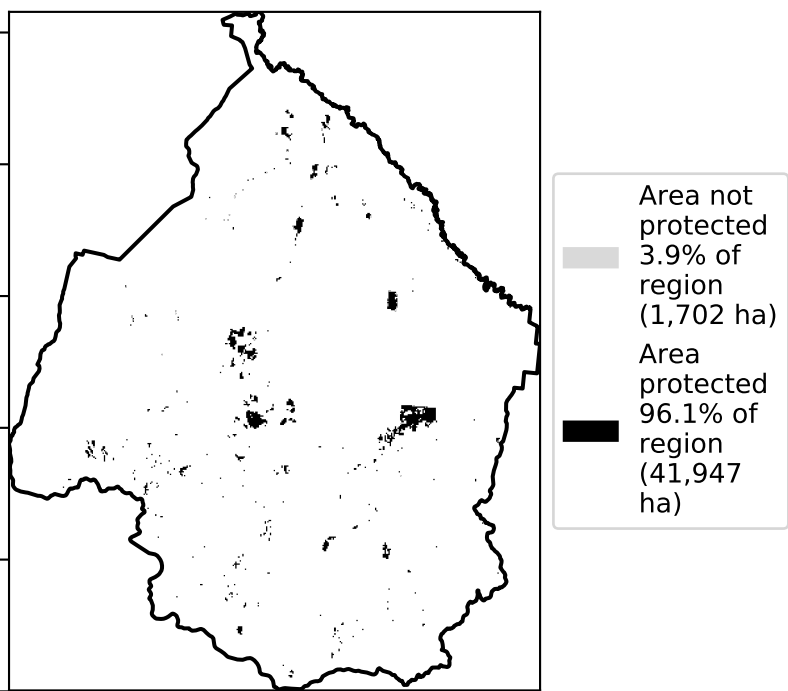 Area not
protected
3.9% of
region
(1,702 ha)
Area
protected
96.1% of
region
(41,947
ha)